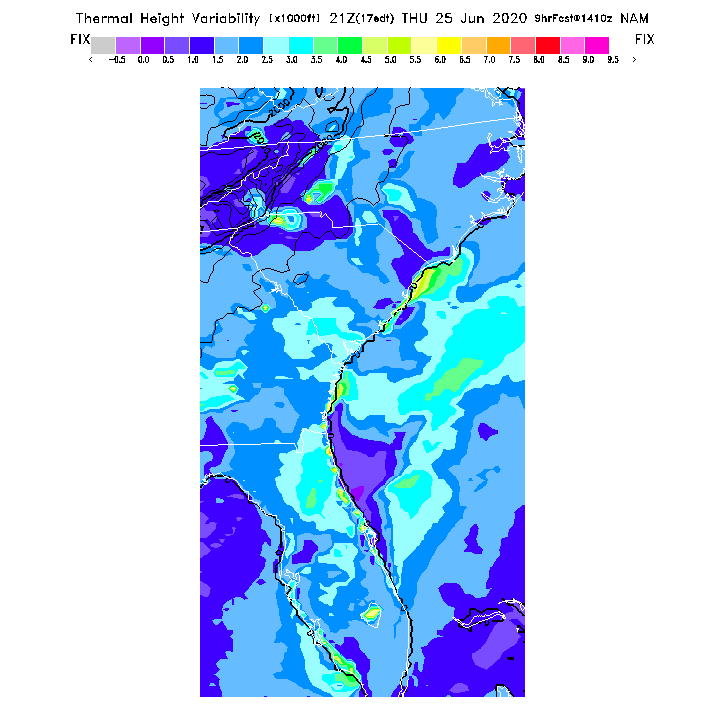 Thermal Height Variability [x1000ft] 21Z(17edt) THU 25 Jun 2020 9hrFcst@1410z NAM
FIX FIX
< -0.5 0.0 0.5 1.0 1.5 2.0 2.5 3.0 3.5 4.0 4.5 5.0 5.5 6.0 6.5 7.0 7.5 8.0 8.5 9.0 9.5 >